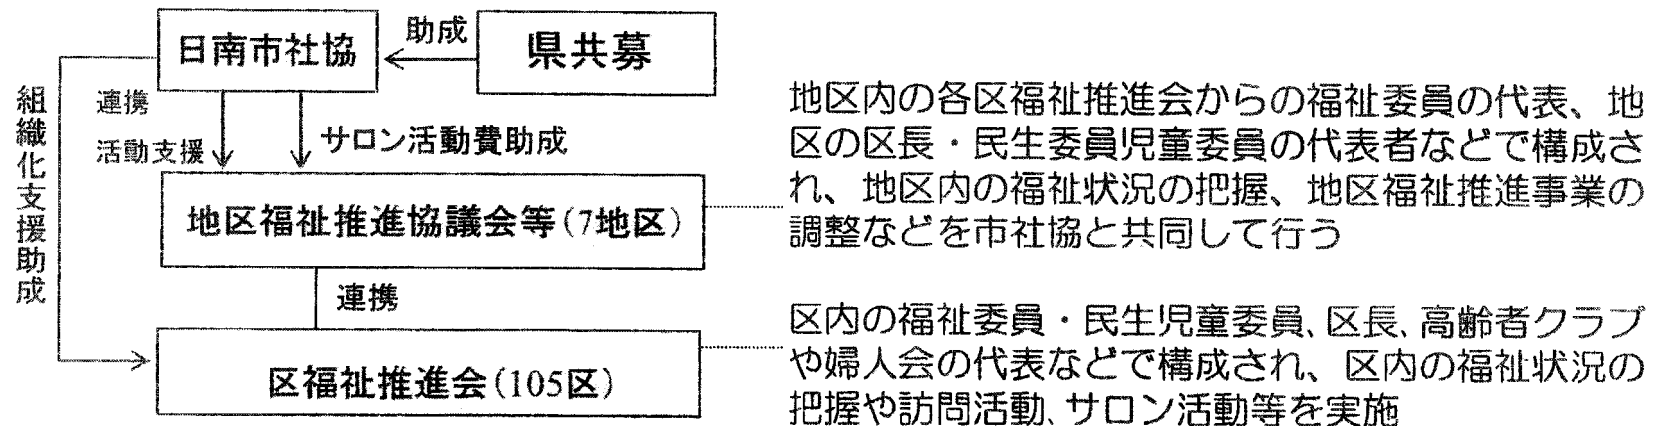 日南市社協
助成
県共募
組織化支援助成
連携
活動支援
サロン活動費助成
地区福祉推進協議会等(7地区)
連携
区福祉推進会(105区)
地区内の各区福祉推進会からの福祉委員の代表、地
区の区長・民生委員児童委員の代表者などで構成さ
れ、地区内の福祉状況の把握、地区福祉推進事業の
調整などを市社協と共同して行う
区内の福祉委員・民生児童委員、区長、高齢者クラブ
や婦人会の代表などで構成され、区内の福祉状況の
把握や訪問活動、サロン活動等を実施